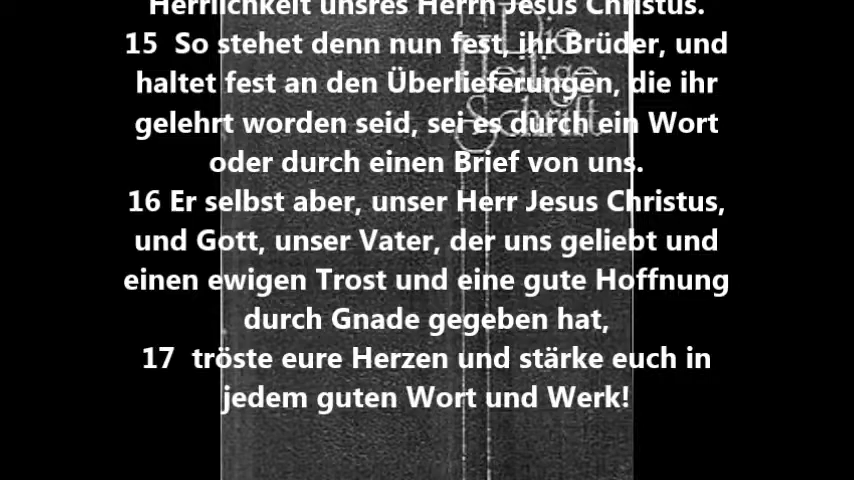 Herrlichkeit unsres Herrn Jesus Christus.
15 So stehet denn nun fest, ihr Brüder, und
haltet fest an den Überlieferungen, die ihr
gelehrt worden seid, sei es durch ein Wort
oder durch einen Brief von uns.
16 Er selbst aber, unser Herr Jesus Christus,
und Gott, unser Vater, der uns geliebt und
einen ewigen Trost und eine gute Hoffnung
durch Gnade gegeben hat,
17 tröste eure Herzen und stärke euch in
jedem guten Wort und Werk!
Die
Heilige
Schrift